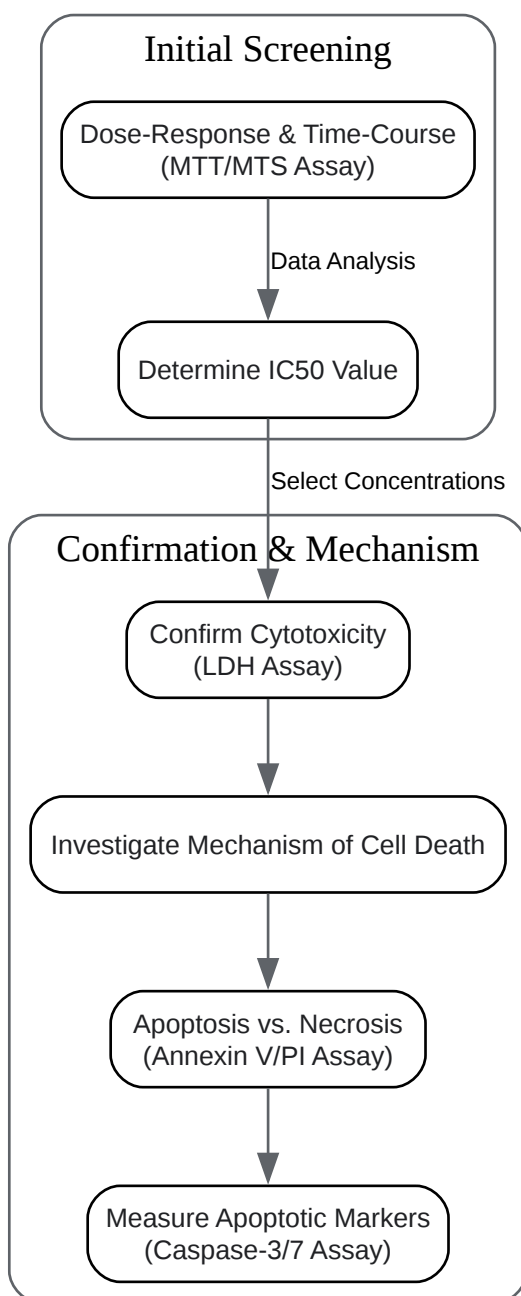 Initial Screening
Dose-Response & Time-Course
(MTT/MTS Assay)
Data Analysis
Determine IC50 Value
Select Concentrations
Confirmation & Mechanism
Confirm Cytotoxicity
(LDH Assay)
Investigate Mechanism of Cell Death
Apoptosis vs. Necrosis
(Annexin V/PI Assay)
Measure Apoptotic Markers
(Caspase-3/7 Assay)